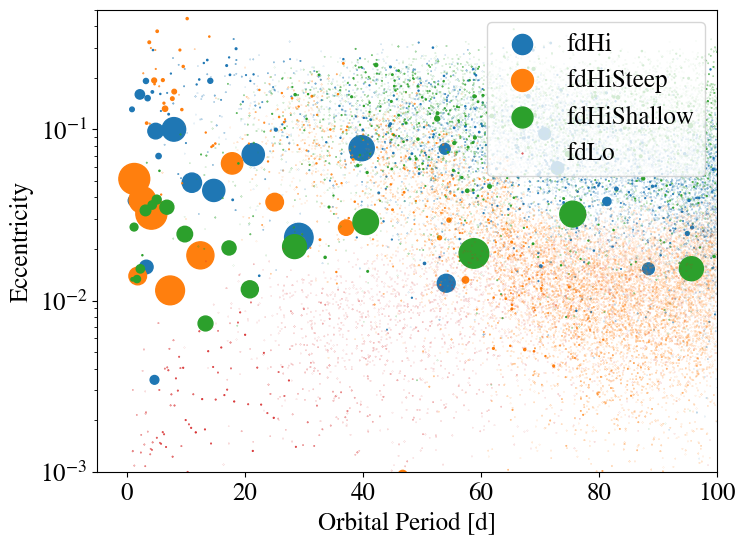 fdHi
fdHiSteep
fdHiShallow
fdLo
Eccentricity
10^{-1}
10^{-2}
10^{-3}
0 20 40 60 80 100
Orbital Period [d]